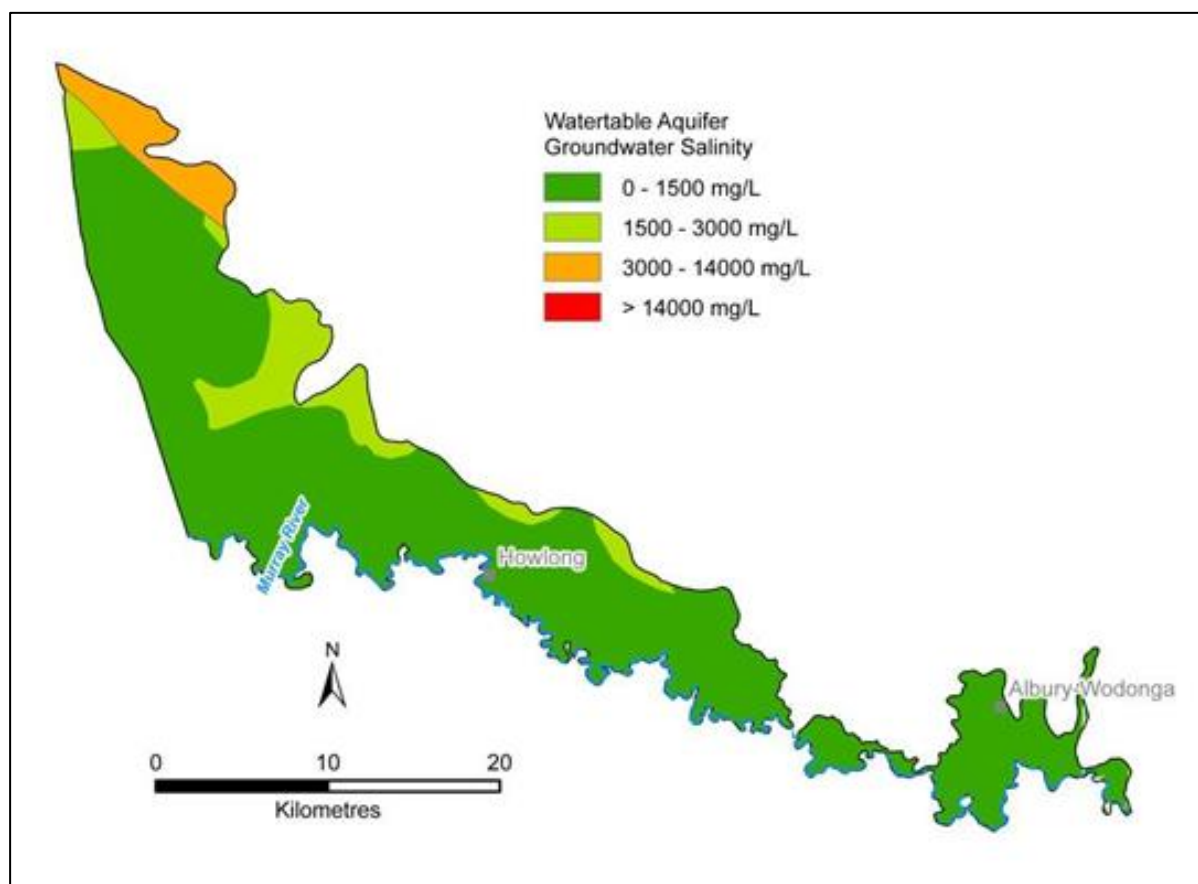 Watertable Aquifer
Groundwater Salinity
0 - 1500 mg/L
1500 - 3000 mg/L
3000 - 14000 mg/L
> 14000 mg/L
Murray River
Howlong
N
Albury-Wodonga
0 10 20
Kilometres